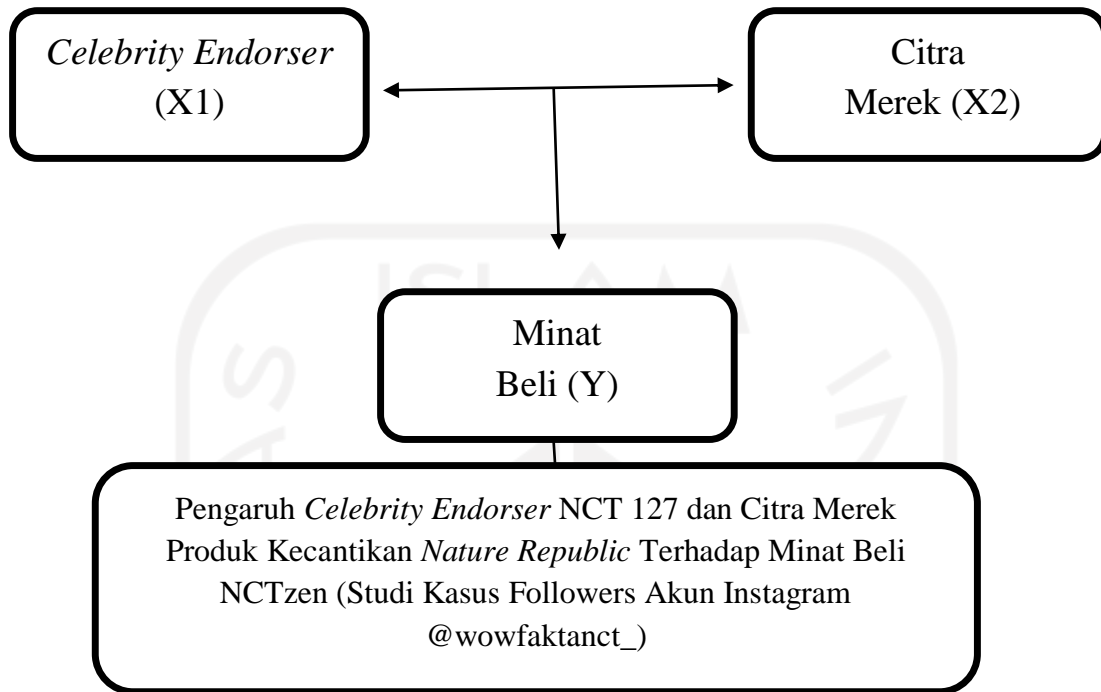 Celebrity Endorser
(X1)
Citra
Merek (X2)
Minat
Beli (Y)
Pengaruh Celebrity Endorser NCT 127 dan Citra Merek
Produk Kecantikan Nature Republic Terhadap Minat Beli
NCTzen (Studi Kasus Followers Akun Instagram
@wowfaktanct_)
ISLAM